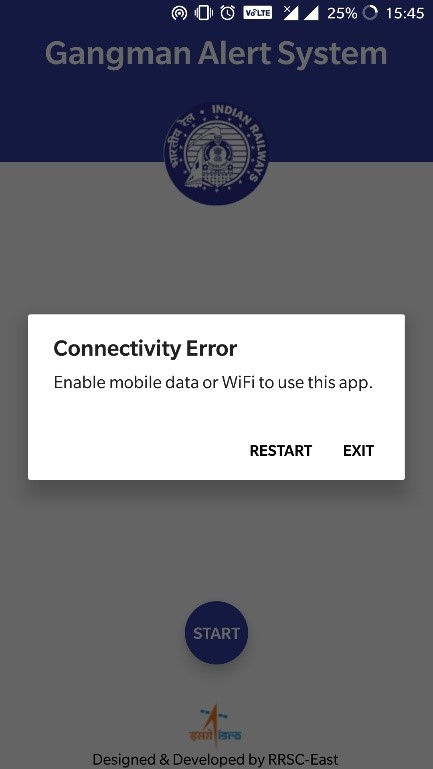 VoLTE 25% 15:45
Gangman Alert System
भारतीय रेल INDIAN RAILWAYS
Connectivity Error
Enable mobile data or WiFi to use this app.
RESTART EXIT
START
इसरो isro
Designed & Developed by RRSC-East